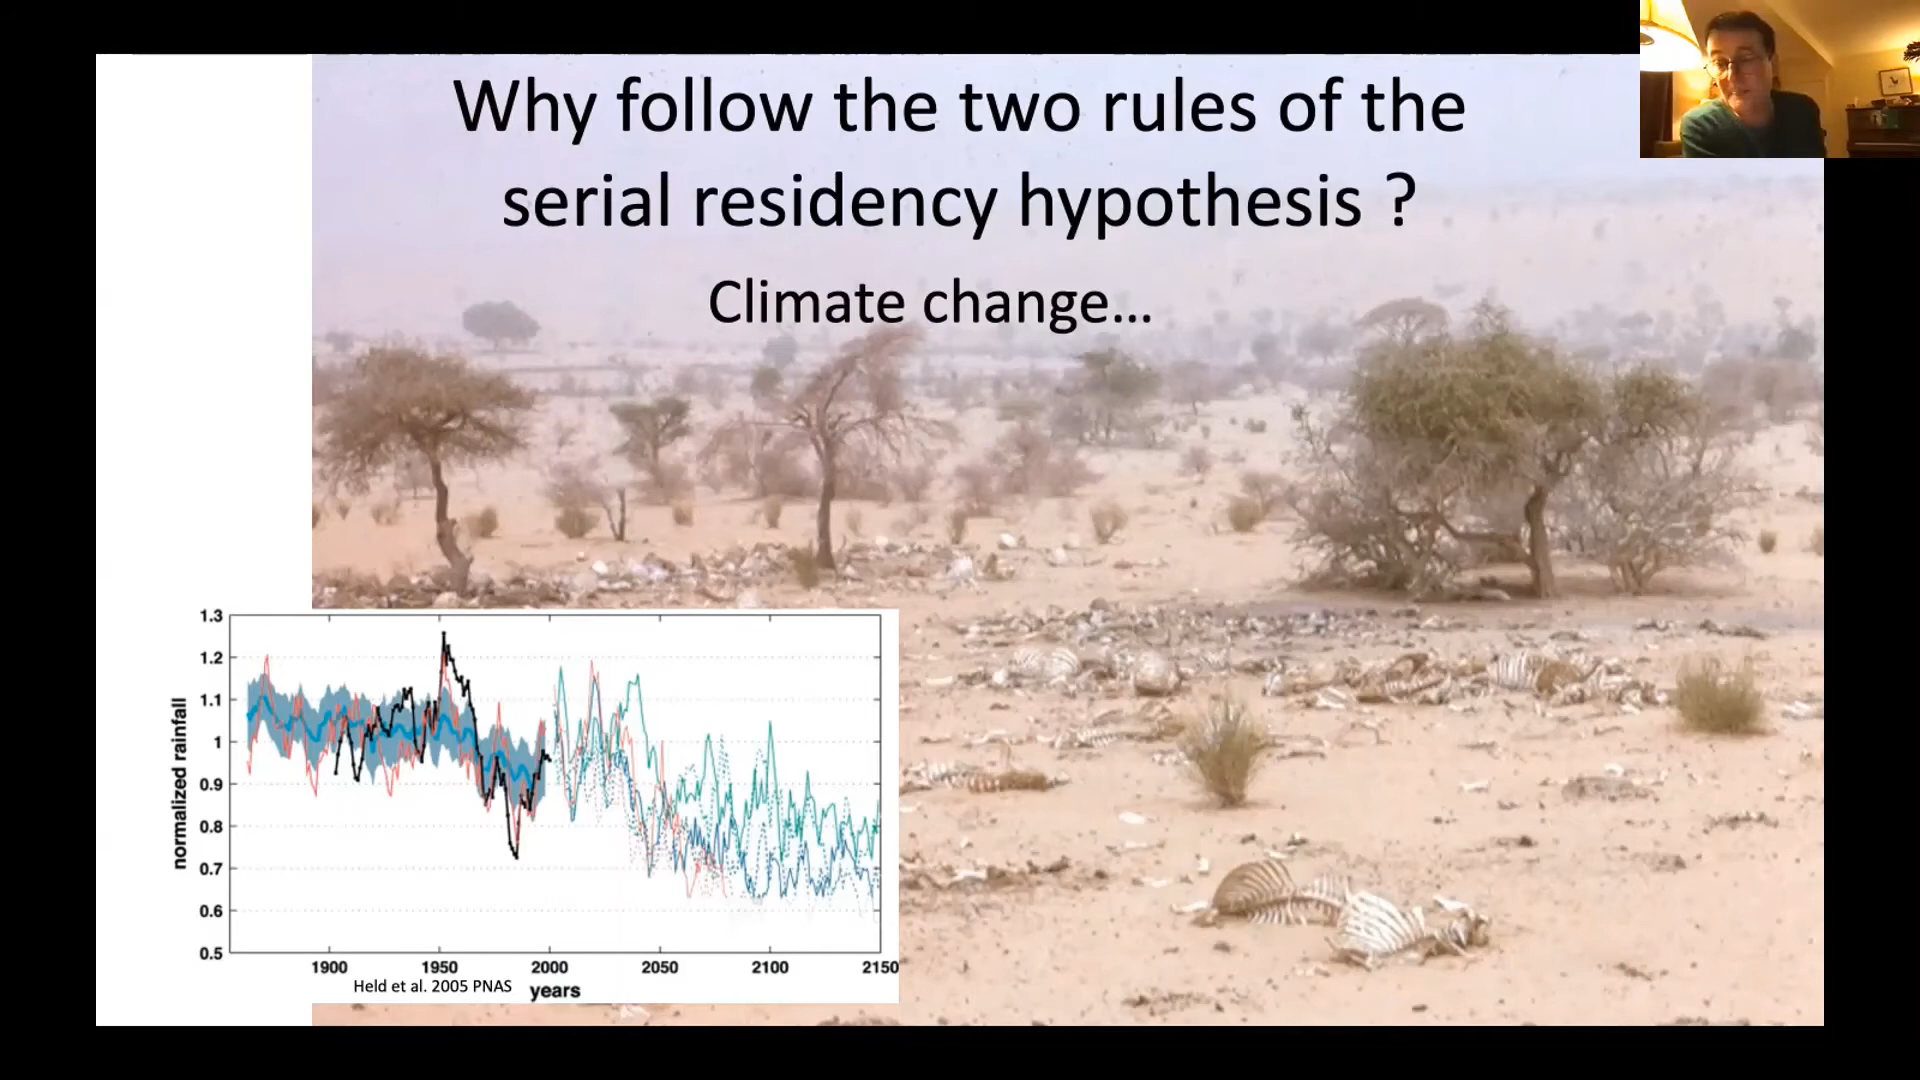 Why follow the two rules of the
serial residency hypothesis ?
Climate change...
1.3
1.2
1.1
1
0.9
0.8
0.7
0.6
0.5
normalized rainfall
1900 1950 2000 2050 2100 2150
Held et al. 2005 PNAS
years